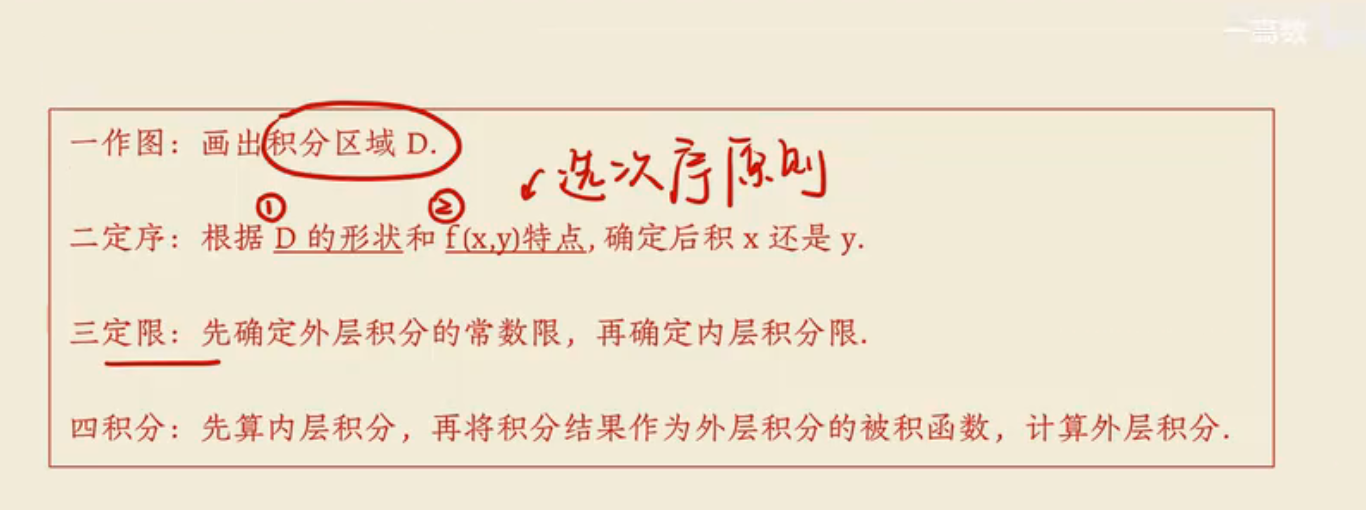 一高数
一作图：画出积分区域 D.
选次序原则
① ②
二定序：根据 D 的形状和 f(x,y)特点, 确定后积 x 还是 y.
三定限：先确定外层积分的常数限，再确定内层积分限.
四积分：先算内层积分，再将积分结果作为外层积分的被积函数，计算外层积分.